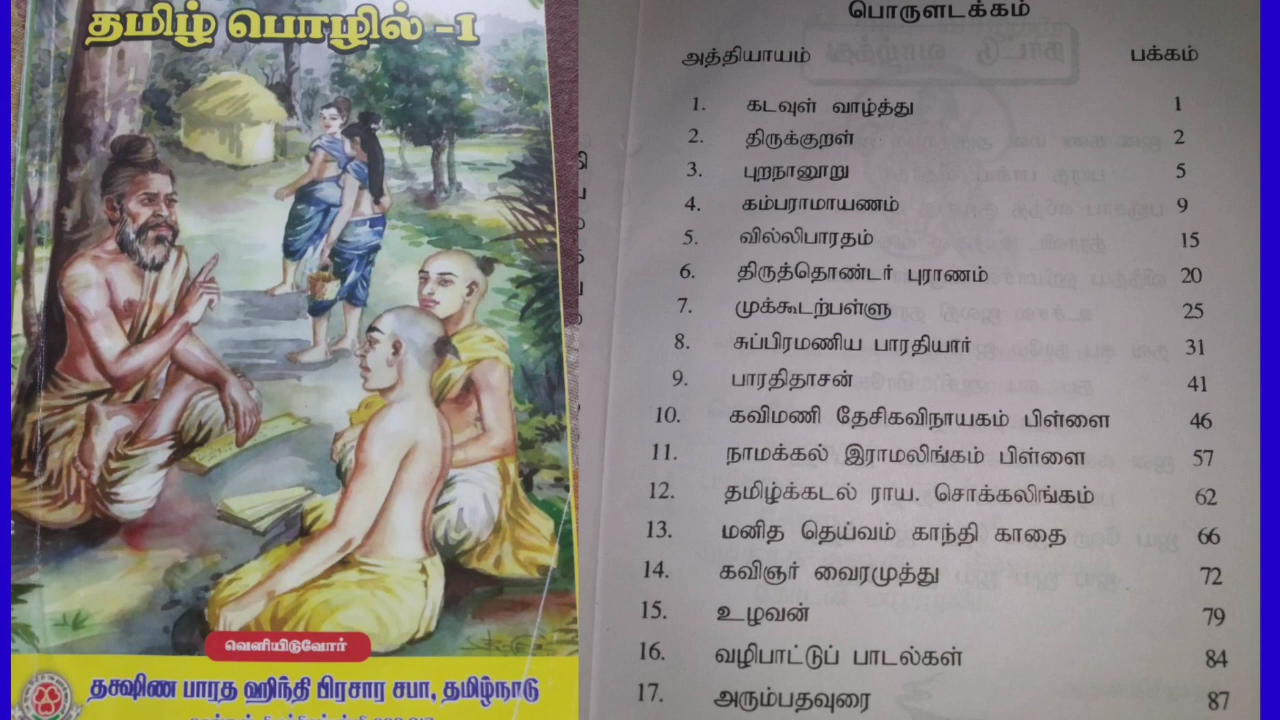 தமிழ் பொழில் -1
வெளியிடுவோர்
தக்ஷிண பாரத ஹிந்தி பிரசார சபா, தமிழ்நாடு
பொருளடக்கம்
அத்தியாயம் பக்கம்
1. கடவுள் வாழ்த்து 1
2. திருக்குறள் 2
3. புறநானூறு 5
4. கம்பராமாயணம் 9
5. வில்லிபாரதம் 15
6. திருத்தொண்டர் புராணம் 20
7. முக்கூடற்பள்ளு 25
8. சுப்பிரமணிய பாரதியார் 31
9. பாரதிதாசன் 41
10. கவிமணி தேசிகவிநாயகம் பிள்ளை 46
11. நாமக்கல் இராமலிங்கம் பிள்ளை 57
12. தமிழ்க்கடல் ராய. சொக்கலிங்கம் 62
13. மனித தெய்வம் காந்தி காதை 66
14. கவிஞர் வைரமுத்து 72
15. உழவன் 79
16. வழிபாட்டுப் பாடல்கள் 84
17. அரும்பதவுரை 87